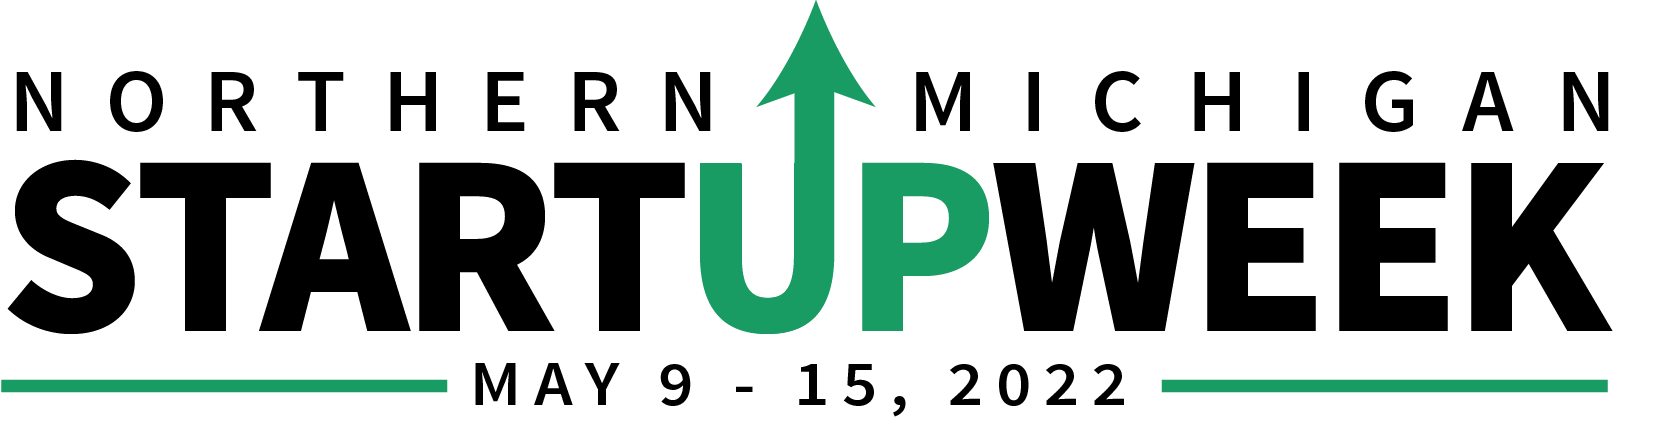 NORTHERN MICHIGAN
STARTUPWEEK
MAY 9 - 15, 2022